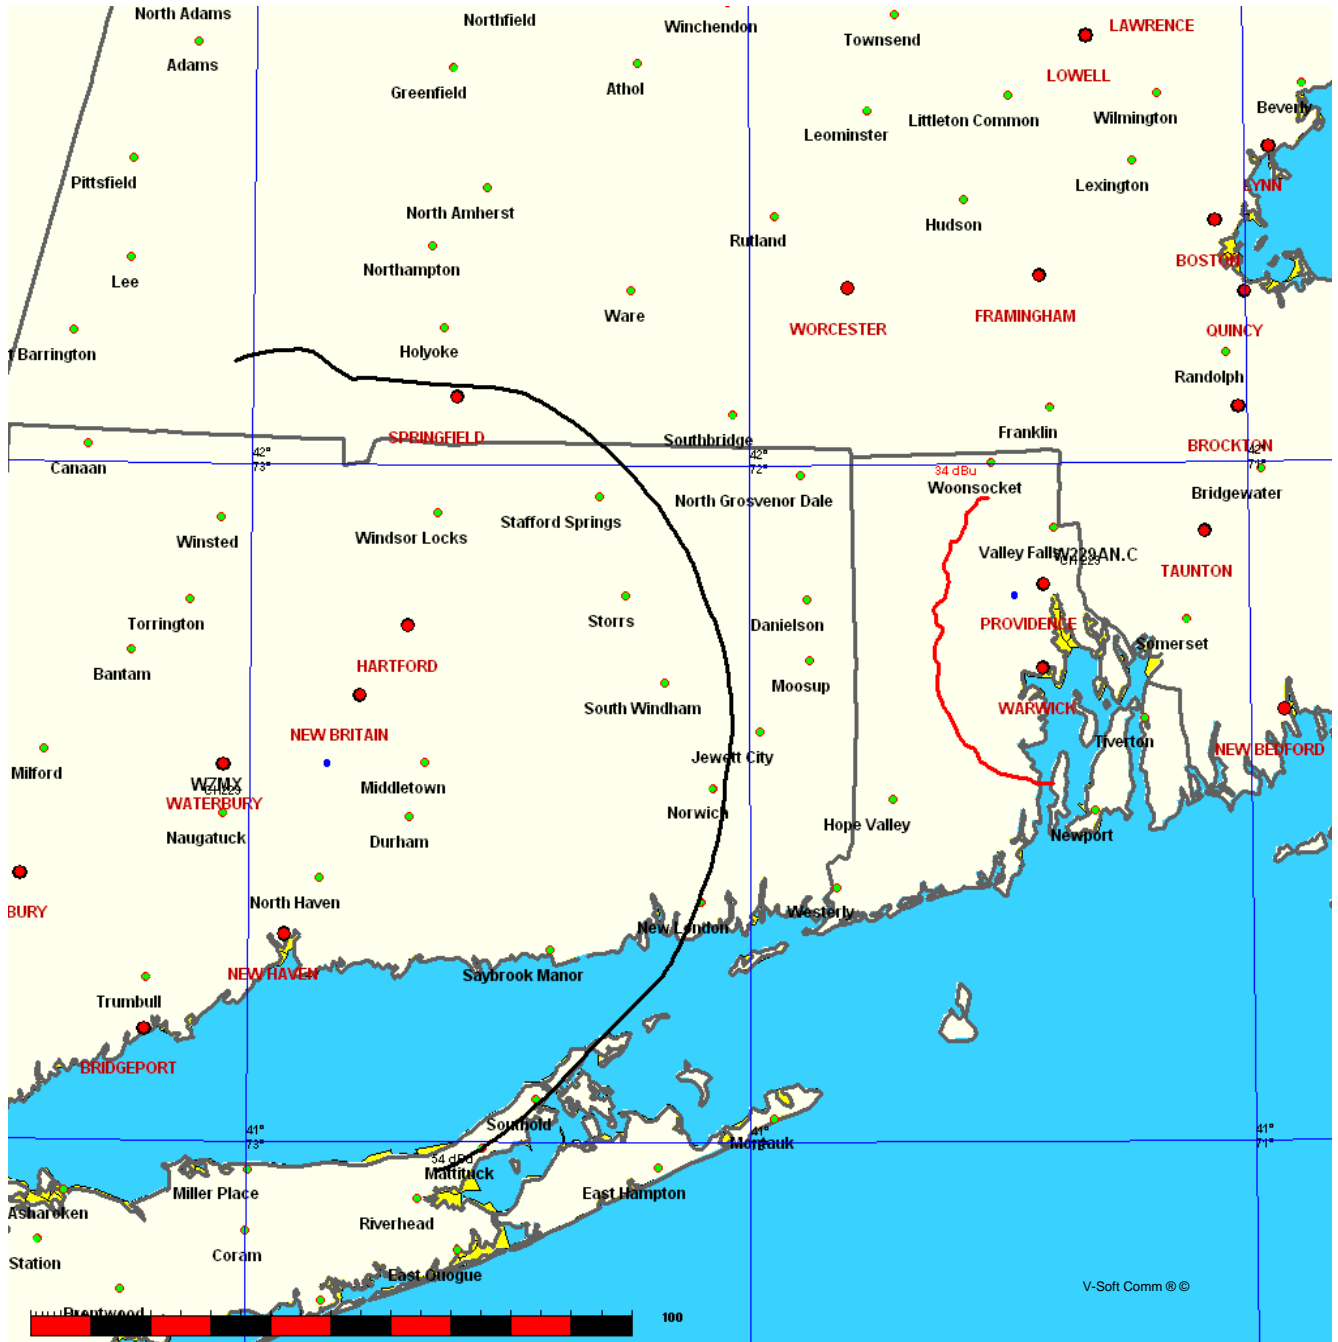 North Adams
Northfield
Winchendon
Townsend
LAWRENCE
Adams
Greenfield
Athol
LOWELL
Leominster
Littleton Common
Wilmington
Beverly
Pittsfield
North Amherst
Rutland
Hudson
Lexington
LYNN
Lee
Northampton
Ware
WORCESTER
FRAMINGHAM
BOSTON
QUINCY
t Barrington
Holyoke
Randolph
SPRINGFIELD
Southbridge
Franklin
BROCKTON
Canaan
42°
73°
42°
72°
34 dBu
Woonsocket
42°
71°
Bridgewater
North Grosvenor Dale
Winsted
Windsor Locks
Stafford Springs
Valley Falls
W229AN.C
TAUNTON
Torrington
Storrs
Danielson
PROVIDENCE
Somerset
Bantam
HARTFORD
Moosup
South Windham
WARWICK
NEW BRITAIN
Jewett City
Tiverton
NEW BEDFORD
Milford
WZMX
WATERBURY
Middletown
Norwich
Hope Valley
Naugatuck
Durham
Newport
BURY
North Haven
New London
Westerly
NEW HAVEN
Saybrook Manor
Trumbull
BRIDGEPORT
Southold
41°
73°
41°
Montauk
41°
71°
54 dBu
Mattituck
Miller Place
East Hampton
Asharoken
Riverhead
Station
Coram
East Quogue
V-Soft Comm ® ©
Brentwood
100